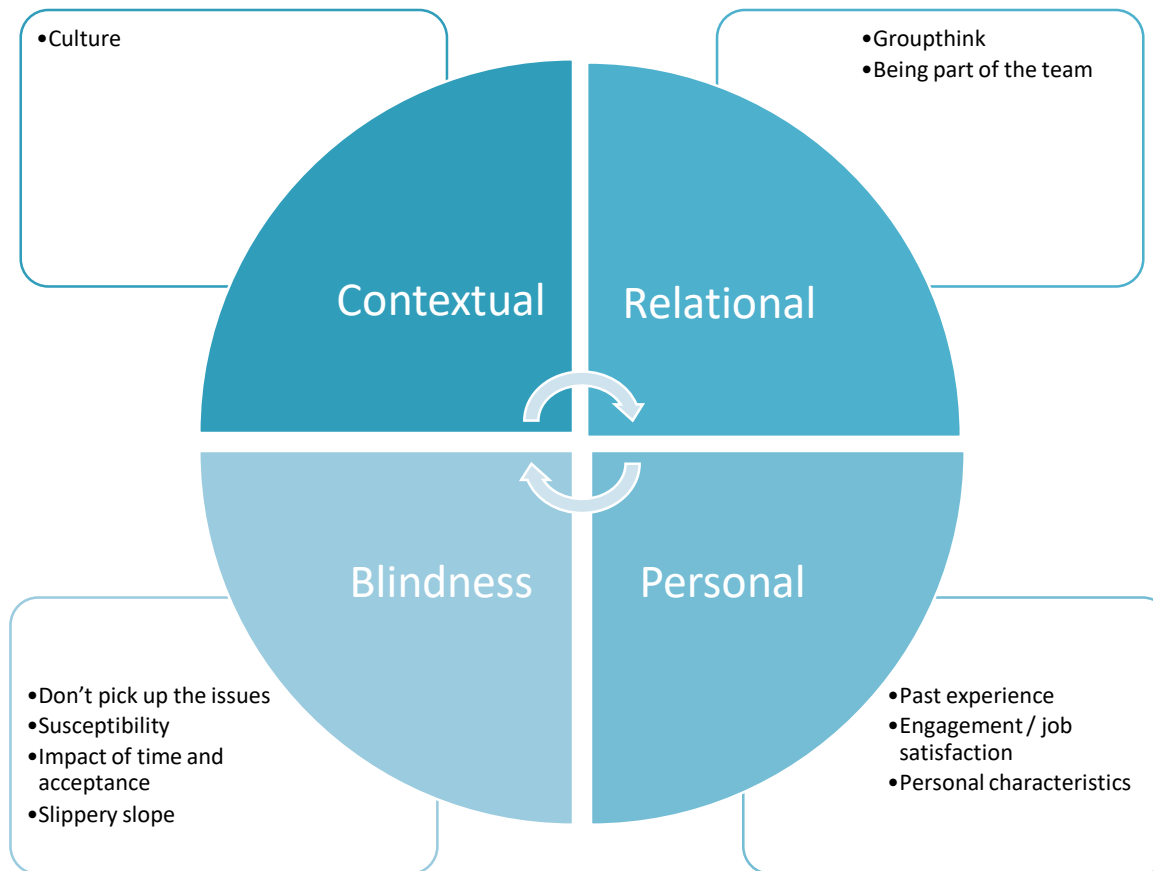 •Culture
•Groupthink
•Being part of the team
Contextual
Relational
Blindness
Personal
•Don’t pick up the issues
•Susceptibility
•Impact of time and
acceptance
•Slippery slope
•Past experience
•Engagement / job
satisfaction
•Personal characteristics